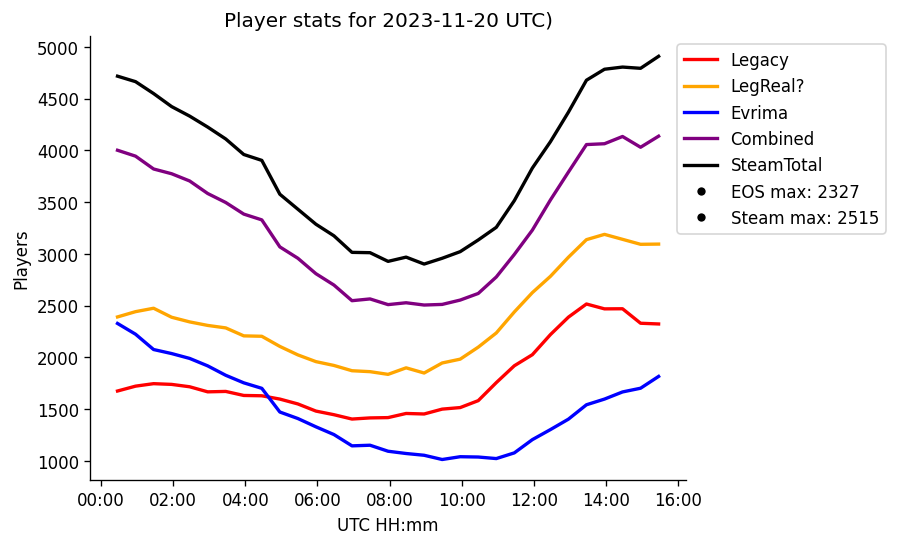 Player stats for 2023-11-20 UTC)
5000
4500
4000
3500
3000
2500
2000
1500
1000
Players
00:00 02:00 04:00 06:00 08:00 10:00 12:00 14:00 16:00
UTC HH:mm
Legacy
LegReal?
Evrima
Combined
SteamTotal
EOS max: 2327
Steam max: 2515